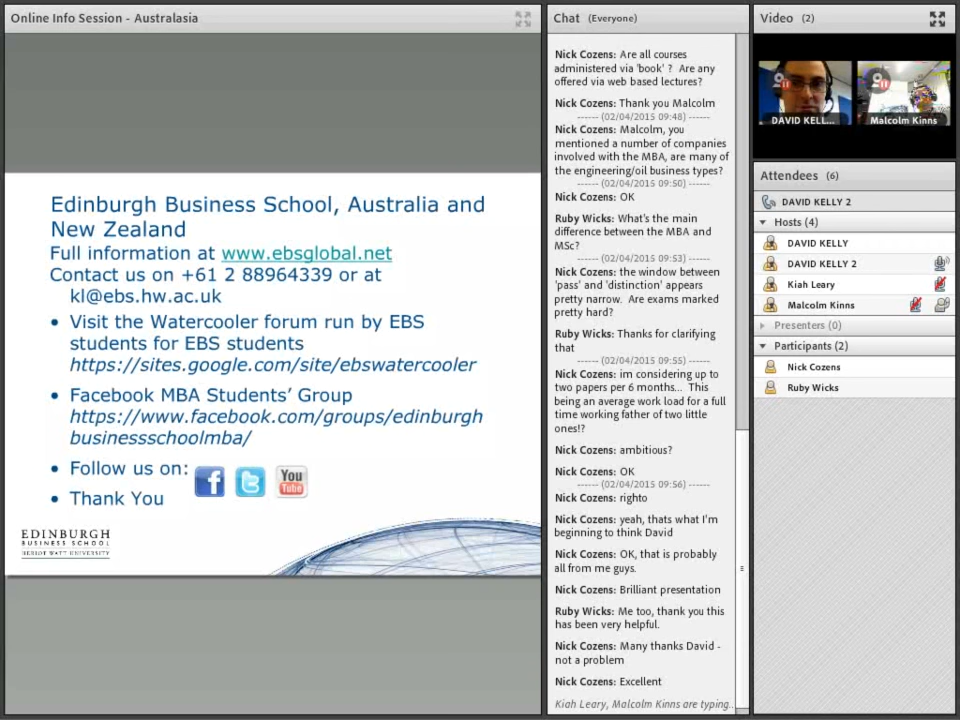 Online Info Session - Australasia
Edinburgh Business School, Australia and
New Zealand
Full information at www.ebsglobal.net
Contact us on +61 2 88964339 or at
kl@ebs.hw.ac.uk
• Visit the Watercooler forum run by EBS
students for EBS students
https://sites.google.com/site/ebswatercooler
• Facebook MBA Students' Group
https://www.facebook.com/groups/edinburgh
businessschoolmba/
• Follow us on:
You
Tube
• Thank You
EDINBURGH
BUSINESS SCHOOL
HERIOT-WATT UNIVERSITY
Chat (Everyone)
Nick Cozens: Are all courses
administered via 'book' ? Are any
offered via web based lectures?
Nick Cozens: Thank you Malcolm
------ (02/04/2015 09:48) ------
Nick Cozens: Malcolm, you
mentioned a number of companies
involved with the MBA, are many of
the engineering/oil business types?
------ (02/04/2015 09:50) ------
Nick Cozens: OK
Ruby Wicks: What's the main
difference between the MBA and
MSc?
------ (02/04/2015 09:53) ------
Nick Cozens: the window between
'pass' and 'distinction' appears
pretty narrow. Are exams marked
pretty hard?
Ruby Wicks: Thanks for clarifying
that
------ (02/04/2015 09:55) ------
Nick Cozens: im considering up to
two papers per 6 months... This
being an average work load for a full
time working father of two little
ones!?
Nick Cozens: ambitious?
Nick Cozens: OK
------ (02/04/2015 09:56) ------
Nick Cozens: righto
Nick Cozens: yeah, thats what I'm
beginning to think David
Nick Cozens: OK, that is probably
all from me guys.
Nick Cozens: Brilliant presentation
Ruby Wicks: Me too, thank you this
has been very helpful.
Nick Cozens: Many thanks David -
not a problem
Nick Cozens: Excellent
Kiah Leary, Malcolm Kinns are typing...
Video (2)
DAVID KELL...
Malcolm Kinns
Attendees (6)
DAVID KELLY 2
Hosts (4)
DAVID KELLY
DAVID KELLY 2
Kiah Leary
Malcolm Kinns
Presenters (0)
Participants (2)
Nick Cozens
Ruby Wicks